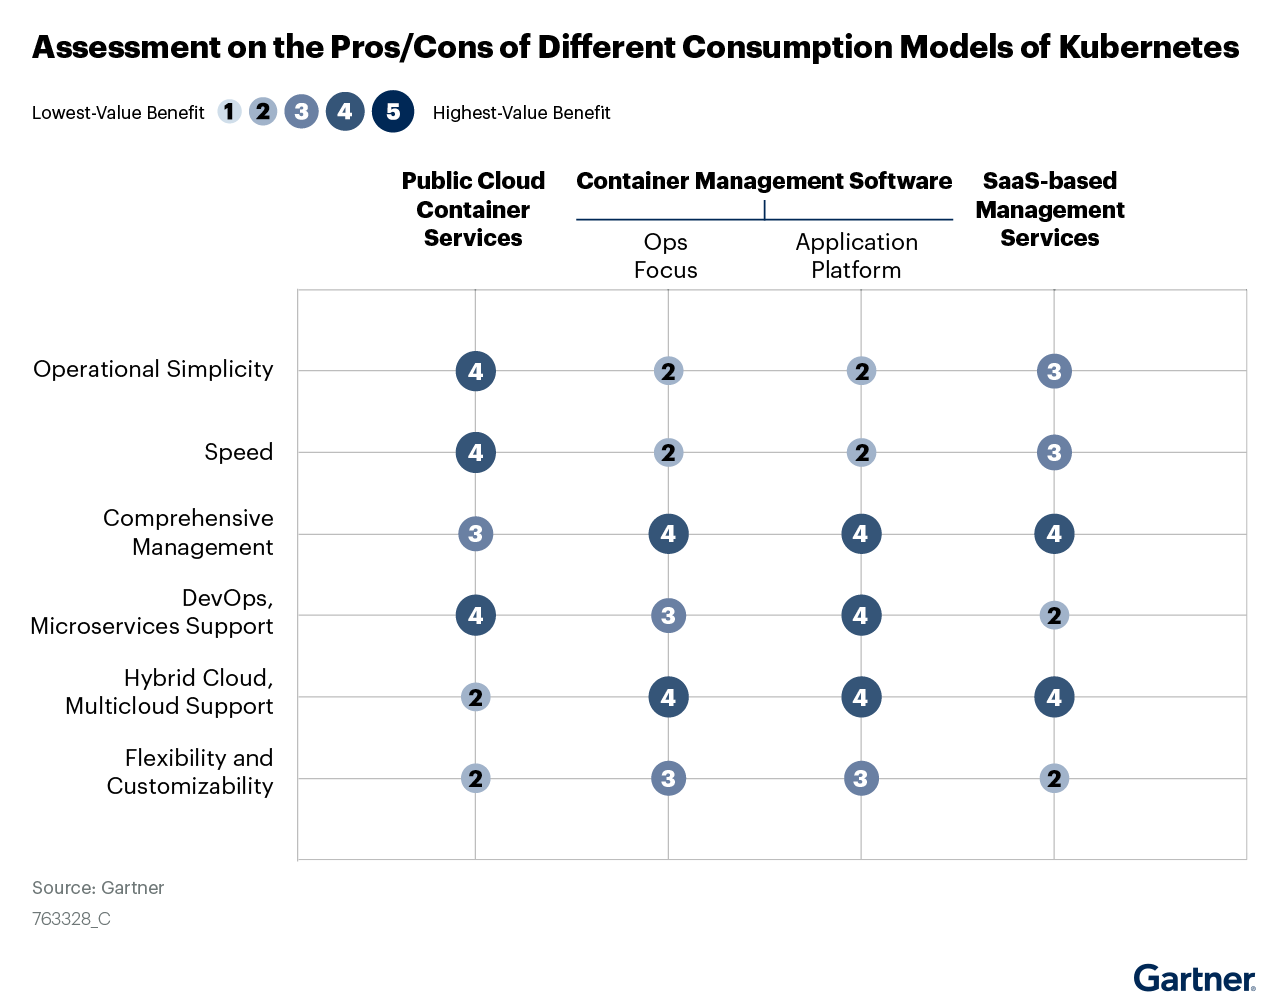 Assessment on the Pros/Cons of Different Consumption Models of Kubernetes
Lowest-Value Benefit 1 2 3 4 5 Highest-Value Benefit
Public Cloud
Container
Services
Container Management Software
Ops
Focus
Application
Platform
SaaS-based
Management
Services
Operational Simplicity 4 2 2 3
Speed 4 2 2 3
Comprehensive
Management
3 4 4 4
DevOps,
Microservices Support
4 3 4 2
Hybrid Cloud,
Multicloud Support
2 4 4 4
Flexibility and
Customizability
2 3 3 2
Source: Gartner
763328_C
Gartner®